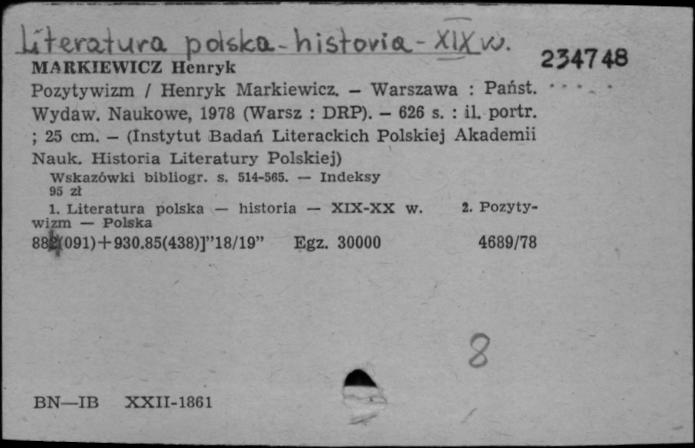 Literatura polska - historia - XIX w.
234748
MARKIEWICZ Henryk
Pozytywizm / Henryk Markiewicz. — Warszawa : Państ.
Wydaw. Naukowe, 1978 (Warsz : DRP). — 626 s. : il. portr.
; 25 cm. — (Instytut Badań Literackich Polskiej Akademii
Nauk. Historia Literatury Polskiej)
Wskazówki bibliogr. s. 514-565. — Indeksy
95 zł
1. Literatura polska — historia — XIX-XX w. 2. Pozyty-
wizm — Polska
88(091)+930.85(438)]"18/19" Egz. 30000 4689/78
8
BN—IB XXII-1861